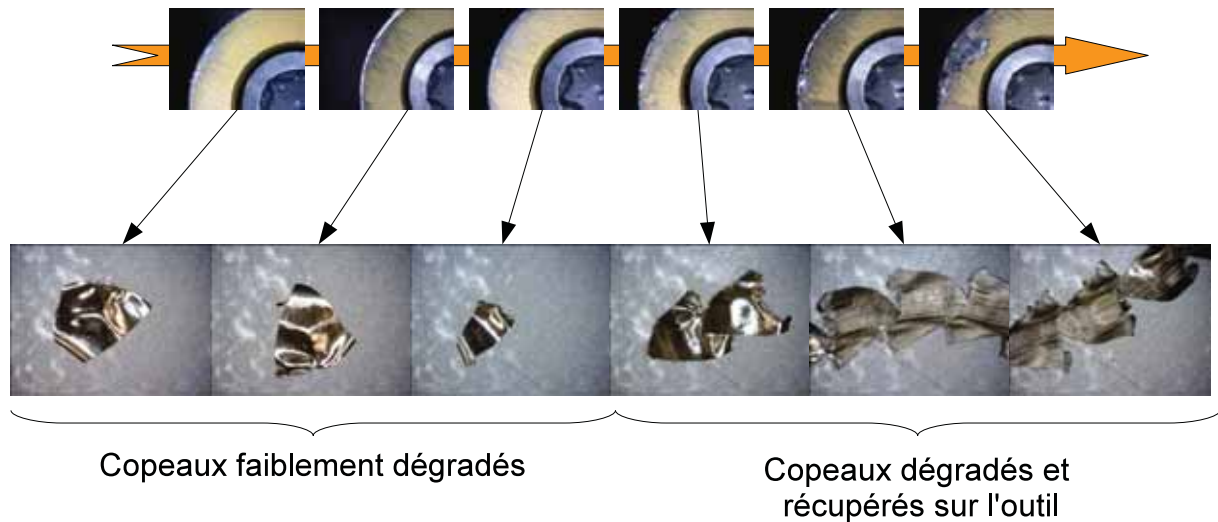 Copeaux faiblement dégradés
Copeaux dégradés et
récupérés sur l'outil